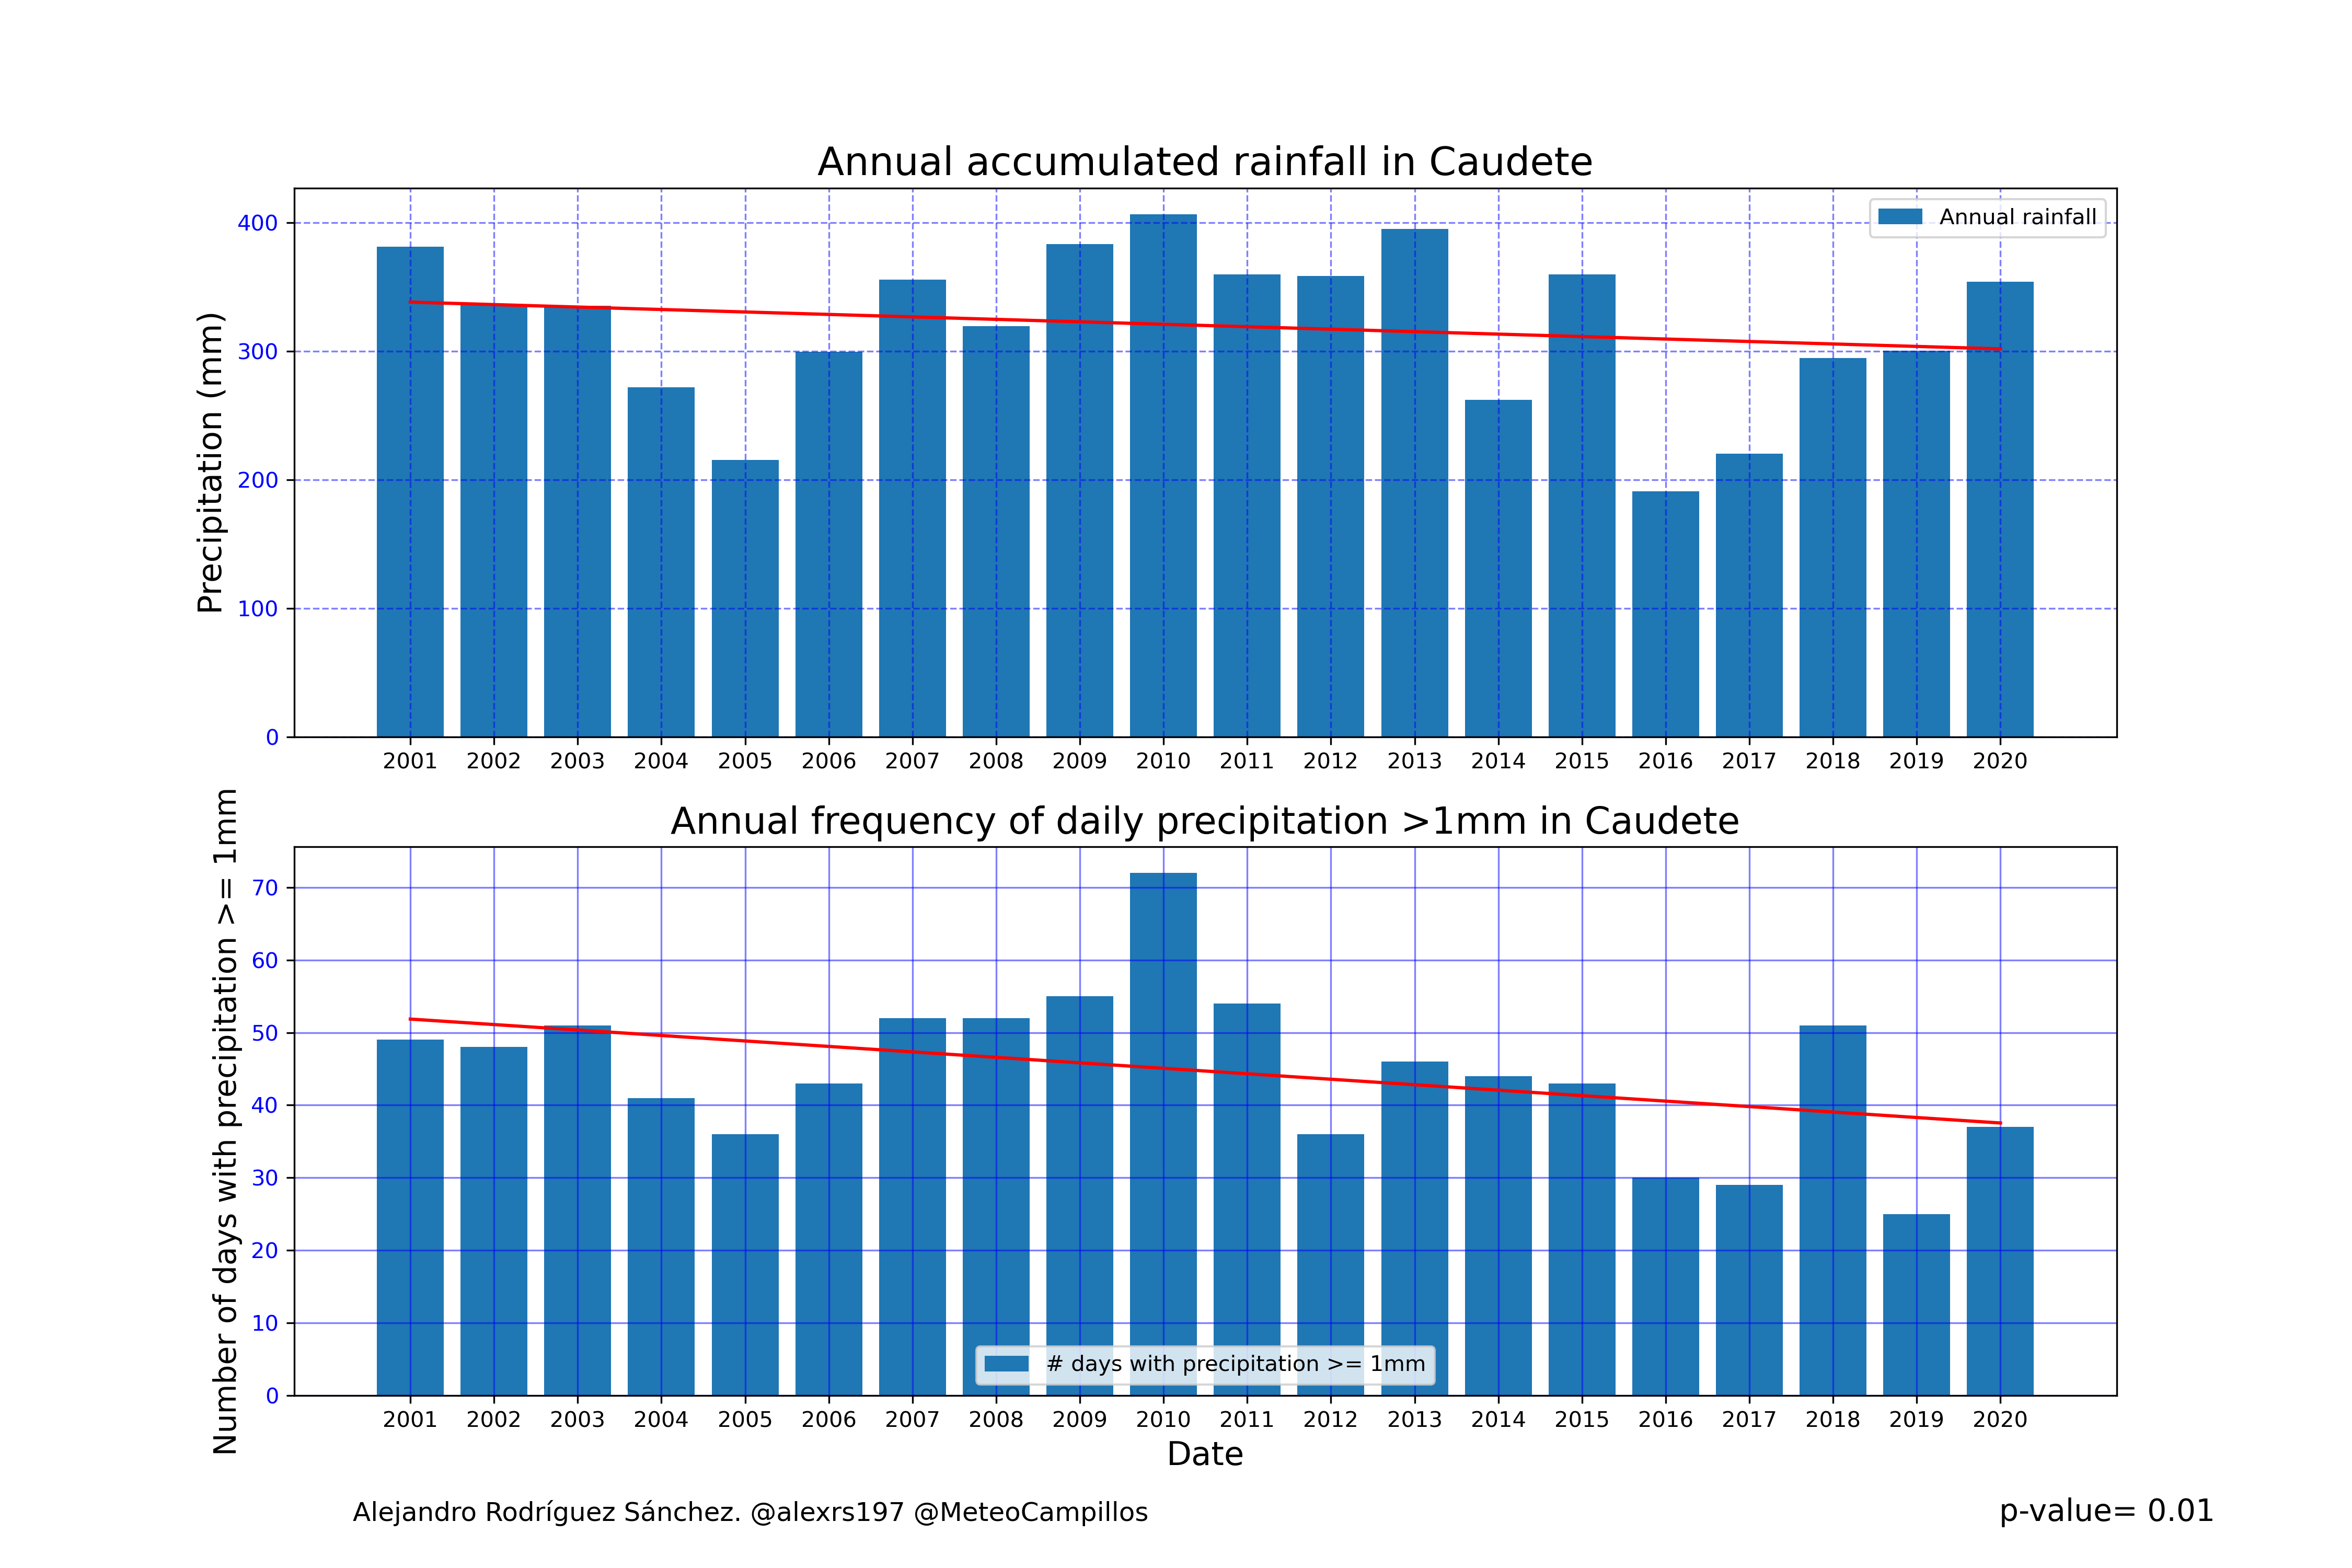 Annual accumulated rainfall in Caudete
Precipitation (mm)
400
300
200
100
0
Annual rainfall
2001 2002 2003 2004 2005 2006 2007 2008 2009 2010 2011 2012 2013 2014 2015 2016 2017 2018 2019 2020
Annual frequency of daily precipitation >1mm in Caudete
Number of days with precipitation >= 1mm
70
60
50
40
30
20
10
0
# days with precipitation >= 1mm
2001 2002 2003 2004 2005 2006 2007 2008 2009 2010 2011 2012 2013 2014 2015 2016 2017 2018 2019 2020
Date
Alejandro Rodríguez Sánchez. @alexrs197 @MeteoCampillos
p-value= 0.01